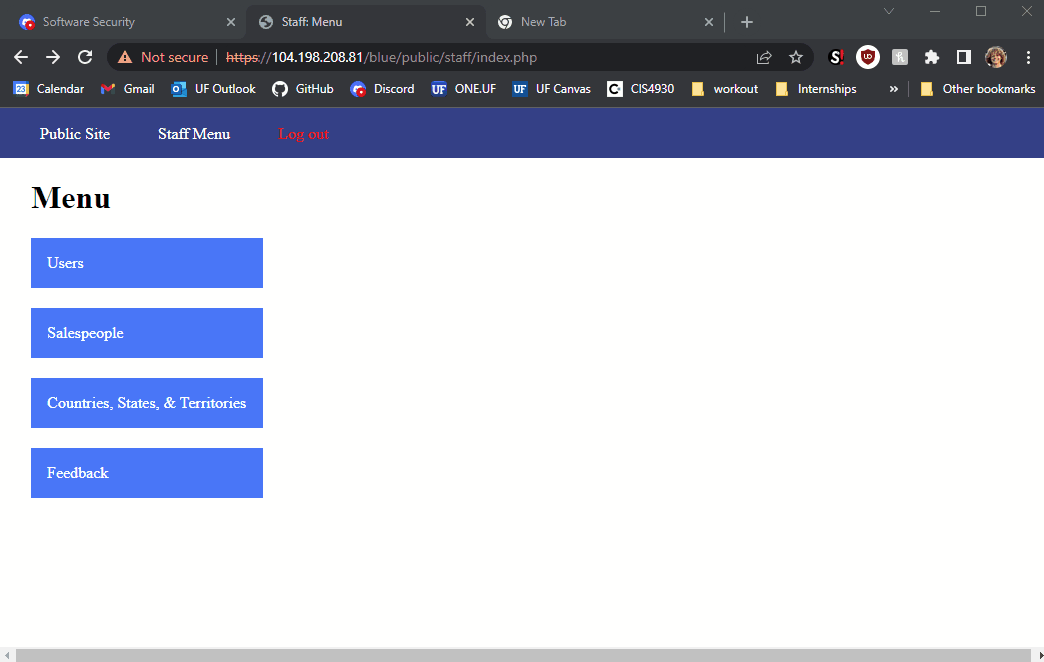 Software Security
Staff: Menu
New Tab
Not secure
https://104.198.208.81/blue/public/staff/index.php
Calendar
Gmail
UF Outlook
GitHub
Discord
ONE.UF
UF Canvas
CIS4930
workout
Internships
»
Other bookmarks
Public Site
Staff Menu
Log out
Menu
Users
Salespeople
Countries, States, & Territories
Feedback